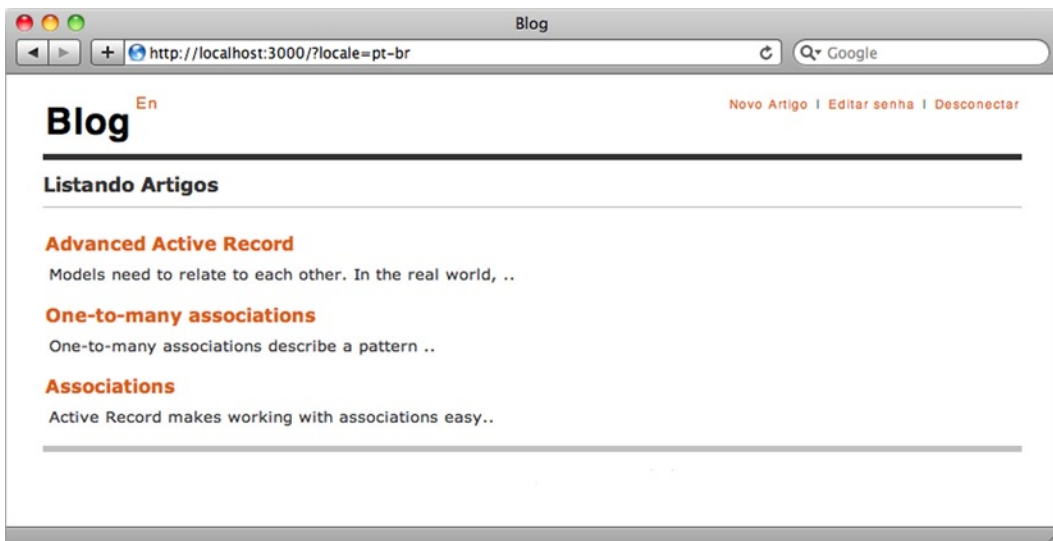 Blog
http://localhost:3000/?locale=pt-br
Google
Blog En
Novo Artigo | Editar senha | Desconectar
Listando Artigos
Advanced Active Record
Models need to relate to each other. In the real world, ..
One-to-many associations
One-to-many associations describe a pattern ..
Associations
Active Record makes working with associations easy..